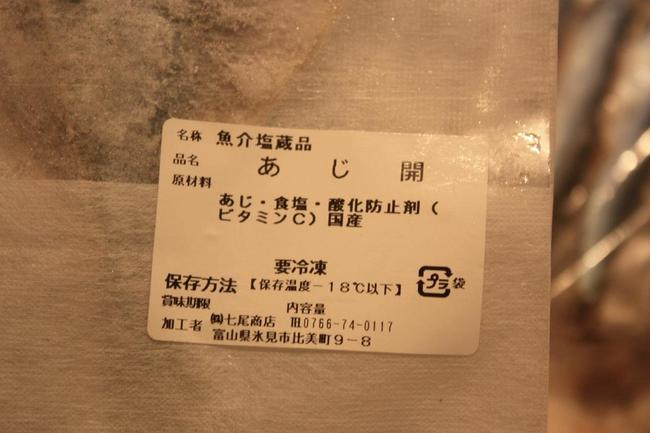 名称 魚介塩蔵品
品名 あじ開
原材料
あじ・食塩・酸化防止剤(
ビタミンC)国産
要冷凍
保存方法【保存温度-18℃以下】
プラ 袋
賞味期限 内容量
加工者 ㈱七尾商店 ℡0766-74-0117
富山県氷見市比美町9-8